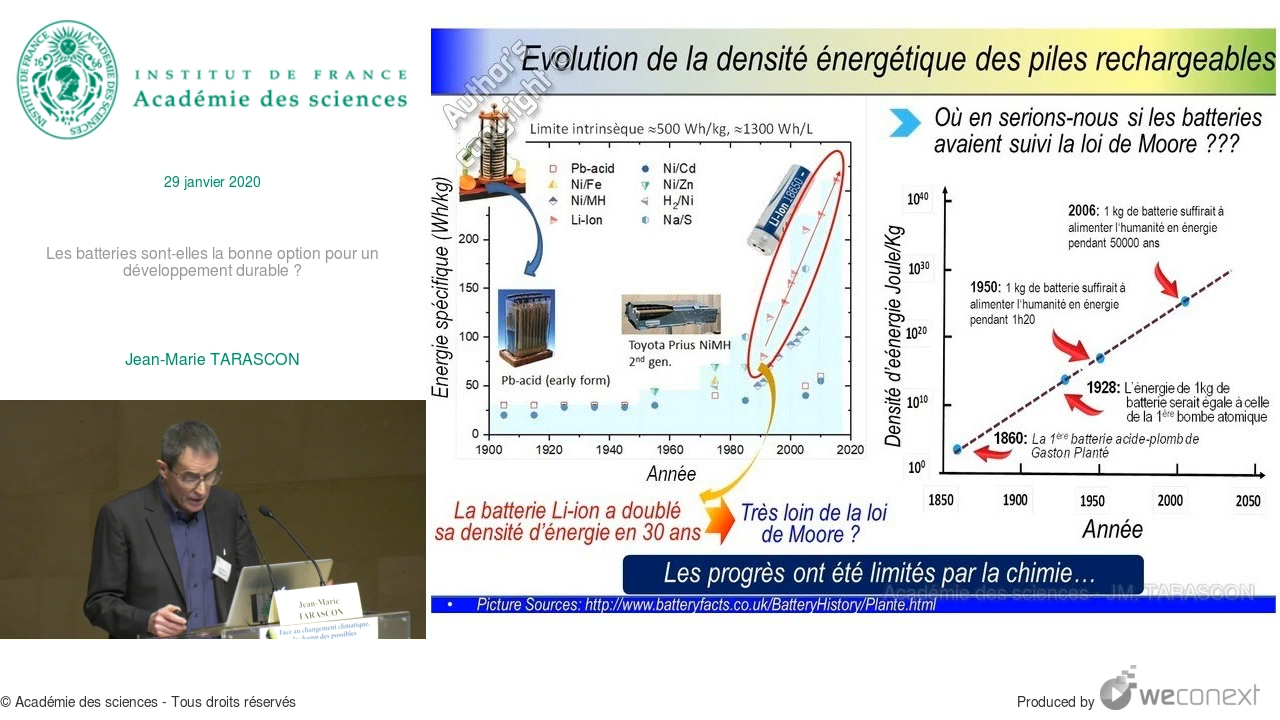 INSTITUT DE FRANCE
Académie des sciences
29 janvier 2020
Les batteries sont-elles la bonne option pour un
développement durable ?
Jean-Marie TARASCON
Jean-Marie
TARASCON
Face au changement climatique,
le champ des possibles
Evolution de la densité énergétique des piles rechargeables
Author's
Copyright ©
Limite intrinsèque ≈500 Wh/kg, ≈1300 Wh/L
Pb-acid
Ni/Fe
Ni/MH
Li-Ion
Ni/Cd
Ni/Zn
H2/Ni
Na/S
Li-Ion 18650
Energie spécifique (Wh/kg)
200
150
100
50
0
Pb-acid (early form)
Toyota Prius NiMH
2nd gen.
1900 1920 1940 1960 1980 2000 2020
Année
La batterie Li-ion a doublé
sa densité d'énergie en 30 ans
Très loin de la loi
de Moore ?
Où en serions-nous si les batteries
avaient suivi la loi de Moore ???
Densité d'eénergie Joule/Kg
10^40
10^30
10^20
10^10
10^0
2006: 1 kg de batterie suffirait à
alimenter l'humanité en énergie
pendant 50000 ans
1950: 1 kg de batterie suffirait à
alimenter l'humanité en énergie
pendant 1h20
1928: L'énergie de 1kg de
batterie serait égale à celle
de la 1ère bombe atomique
1860: La 1ère batterie acide-plomb de
Gaston Planté
1850 1900 1950 2000 2050
Année
Les progrès ont été limités par la chimie…
Académie des sciences - JM. TARASCON
• Picture Sources: http://www.batteryfacts.co.uk/BatteryHistory/Plante.html
© Académie des sciences - Tous droits réservés
Produced by weconext